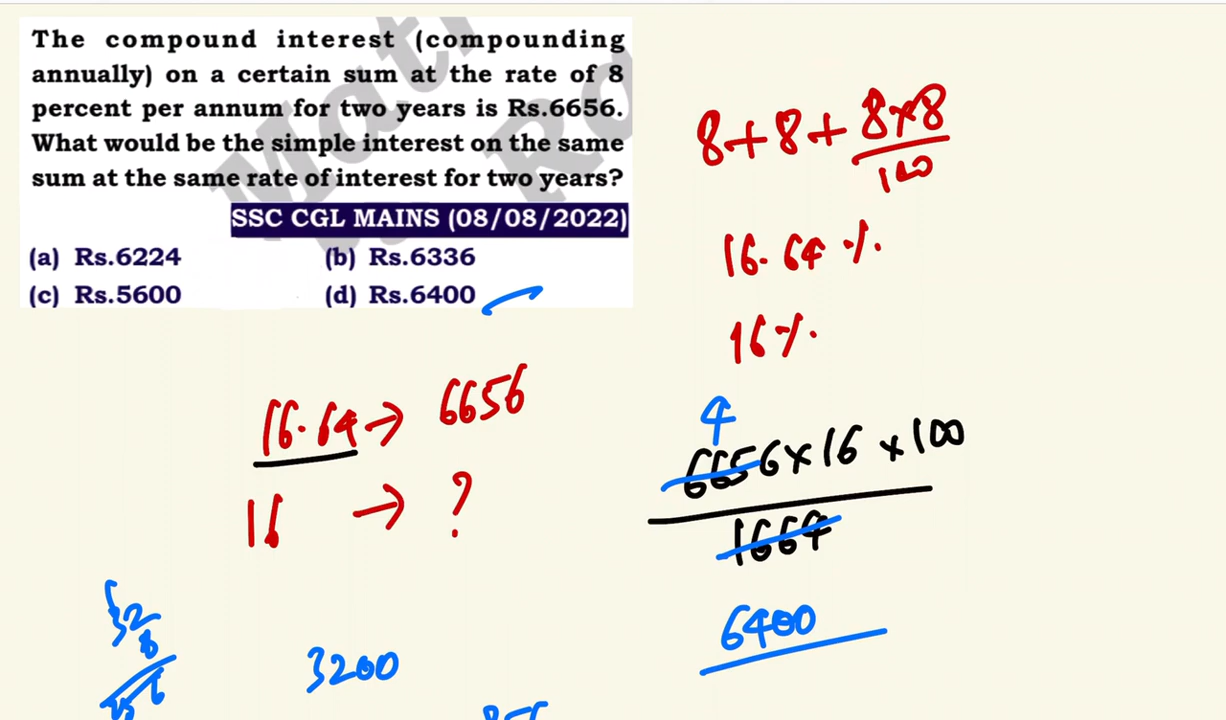 The compound interest (compounding
annually) on a certain sum at the rate of 8
percent per annum for two years is Rs.6656.
What would be the simple interest on the same
sum at the same rate of interest for two years?
SSC CGL MAINS (08/08/2022)
(a) Rs.6224 (b) Rs.6336
(c) Rs.5600 (d) Rs.6400
8+8+8×8/100
16.64 %
16%
16.64 → 6656
16 → ?
4
6656×16×100
1664
6400
32
8
3200